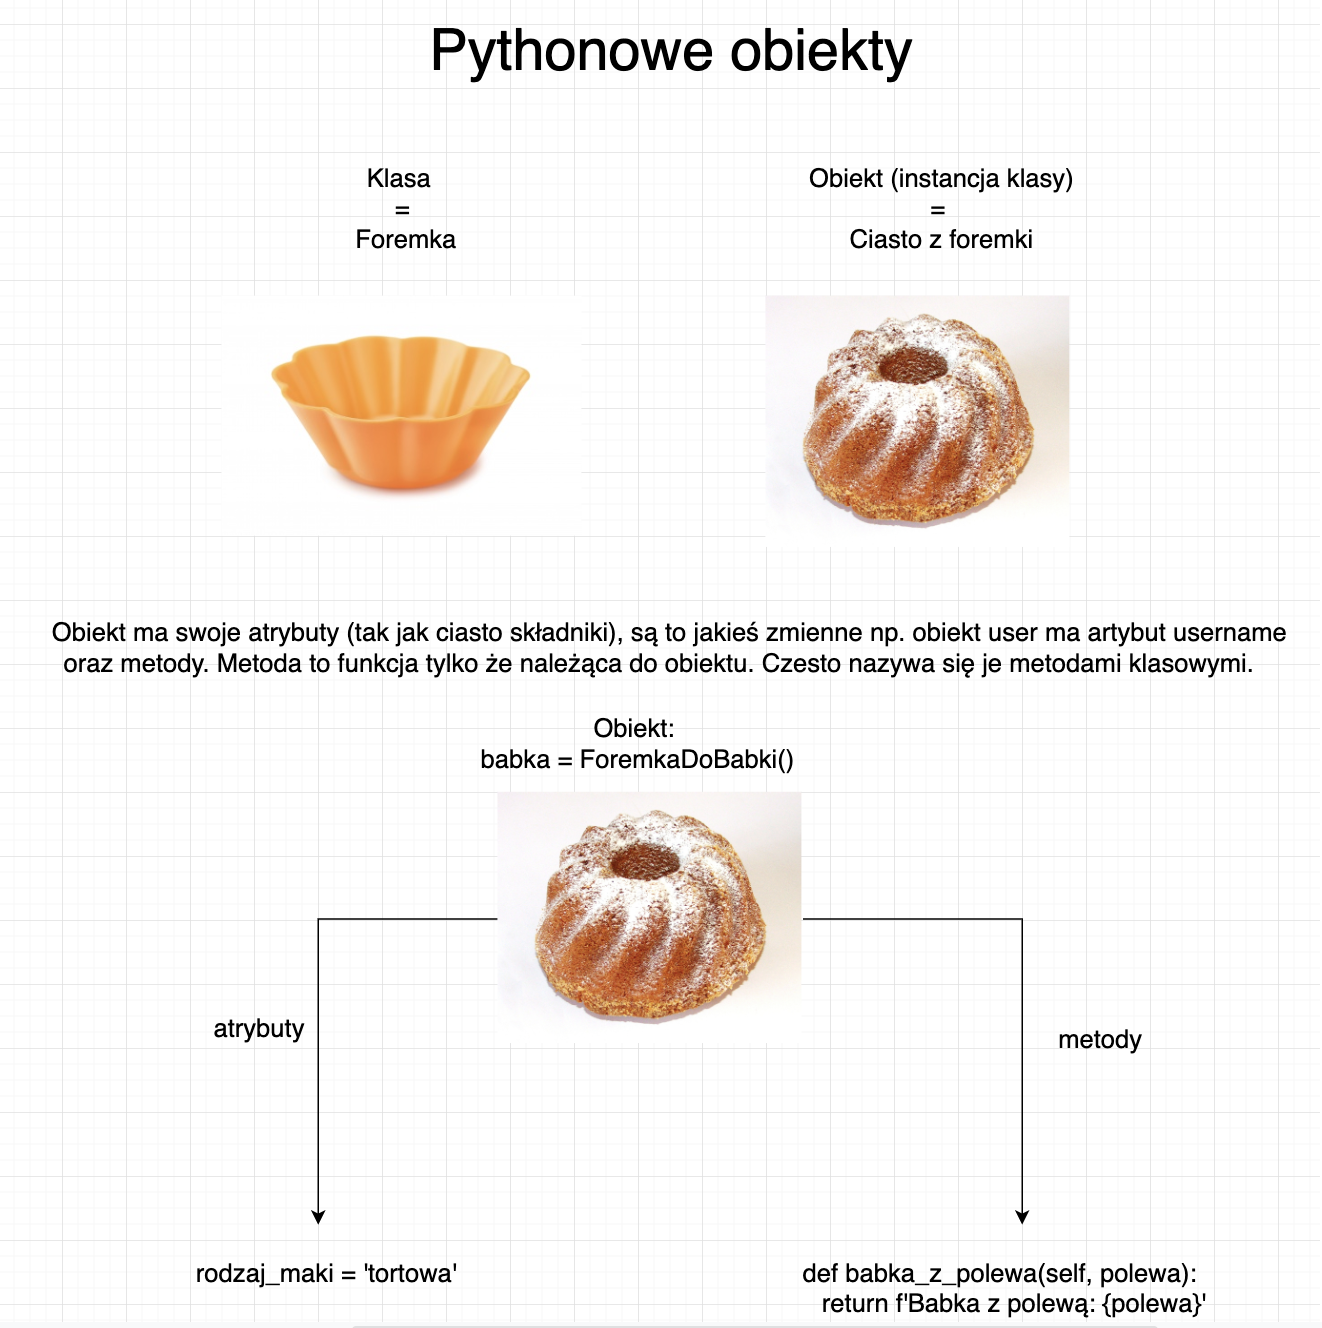 Pythonowe obiekty
Klasa
=
Foremka
Obiekt (instancja klasy)
=
Ciasto z foremki
Obiekt ma swoje atrybuty (tak jak ciasto składniki), są to jakieś zmienne np. obiekt user ma artybut username
oraz metody. Metoda to funkcja tylko że należąca do obiektu. Czesto nazywa się je metodami klasowymi.
Obiekt:
babka = ForemkaDoBabki()
atrybuty
metody
rodzaj_maki = 'tortowa'
def babka_z_polewa(self, polewa):
return f'Babka z polewą: {polewa}'